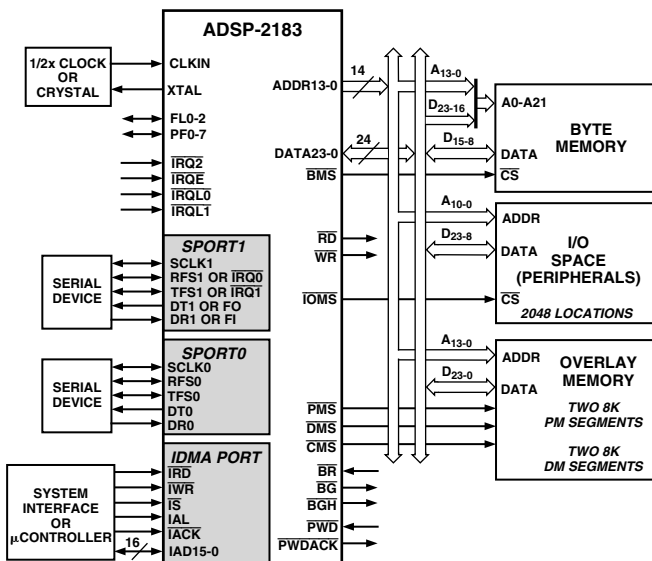 ADSP-2183
1/2x CLOCK
OR
CRYSTAL
CLKIN
XTAL
FL0-2
PF0-7
IRQ2
IRQE
IRQL0
IRQL1
SPORT1
SERIAL
DEVICE
SCLK1
RFS1 OR IRQ0
TFS1 OR IRQ1
DT1 OR FO
DR1 OR FI
SPORT0
SERIAL
DEVICE
SCLK0
RFS0
TFS0
DT0
DR0
IDMA PORT
SYSTEM
INTERFACE
OR
µCONTROLLER
IRD
IWR
IS
IAL
IACK
16
IAD15-0
ADDR13-0
14
DATA23-0
24
BMS
RD
WR
IOMS
PMS
DMS
CMS
BR
BG
BGH
PWD
PWDACK
A13-0
D23-16
D15-8
A0-A21
BYTE
MEMORY
DATA
CS
A10-0
D23-8
ADDR
I/O
SPACE
(PERIPHERALS)
DATA
CS
2048 LOCATIONS
A13-0
D23-0
ADDR
OVERLAY
MEMORY
DATA
TWO 8K
PM SEGMENTS
TWO 8K
DM SEGMENTS